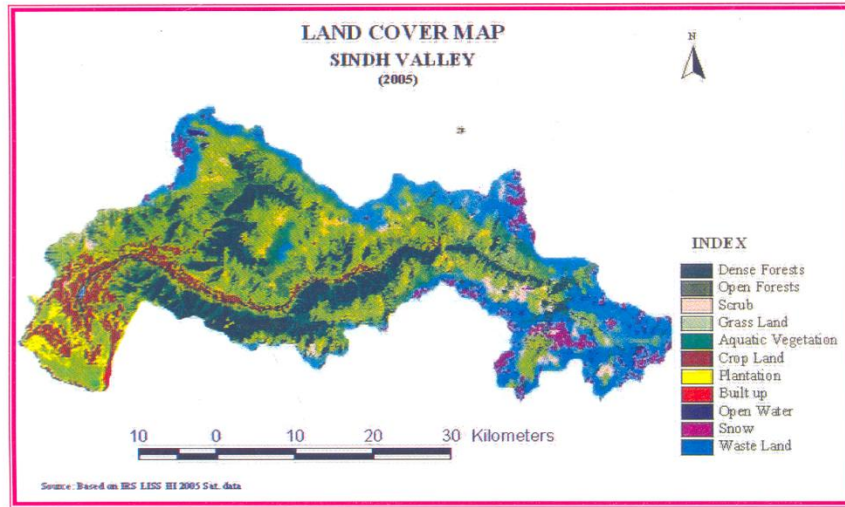 LAND COVER MAP
SINDH VALLEY
(2005)
N
INDEX
Dense Forests
Open Forests
Scrub
Grass Land
Aquatic Vegetation
Crop Land
Plantation
Built up
Open Water
Snow
Waste Land
10 0 10 20 30 Kilometers
Source: Based on IRS LISS III 2005 Sat. data